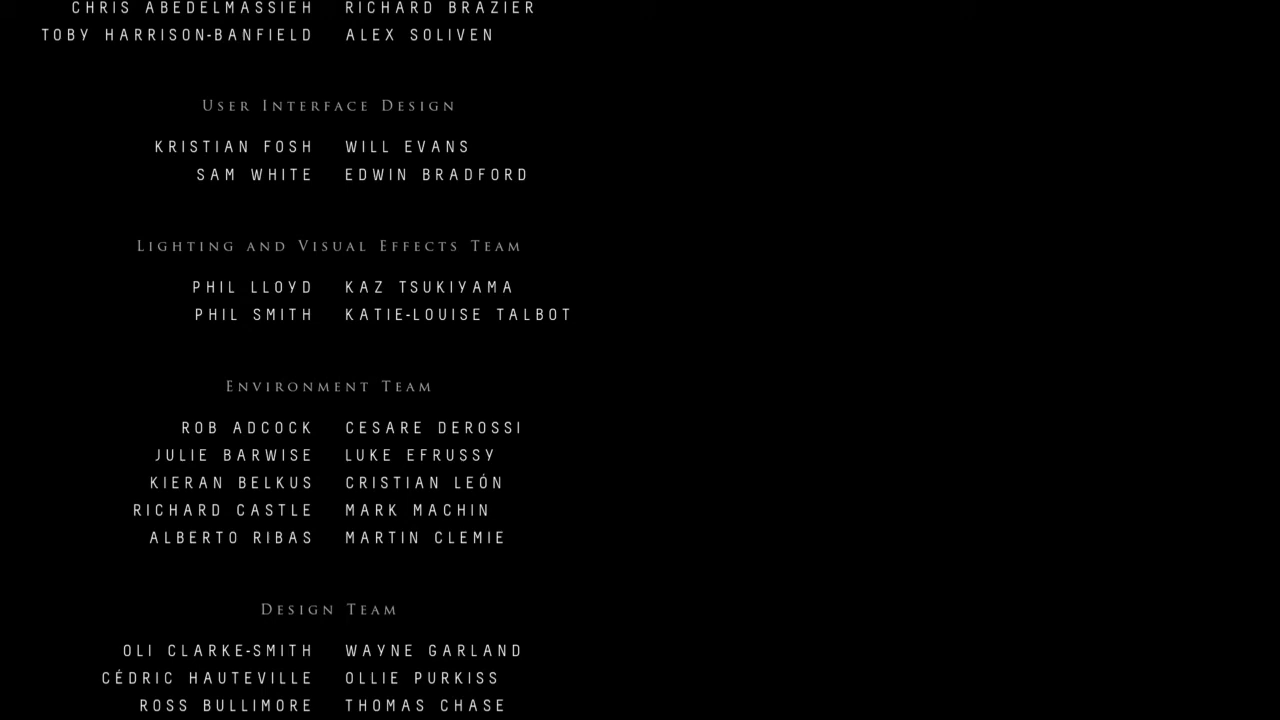 CHRIS ABEDELMASSIEH RICHARD BRAZIER
TOBY HARRISON-BANFIELD ALEX SOLIVEN
User Interface Design
KRISTIAN FOSH WILL EVANS
SAM WHITE EDWIN BRADFORD
Lighting and Visual Effects Team
PHIL LLOYD KAZ TSUKIYAMA
PHIL SMITH KATIE-LOUISE TALBOT
Environment Team
ROB ADCOCK CESARE DEROSSI
JULIE BARWISE LUKE EFRUSSY
KIERAN BELKUS CRISTIAN LEÓN
RICHARD CASTLE MARK MACHIN
ALBERTO RIBAS MARTIN CLEMIE
Design Team
OLI CLARKE-SMITH WAYNE GARLAND
CÉDRIC HAUTEVILLE OLLIE PURKISS
ROSS BULLIMORE THOMAS CHASE